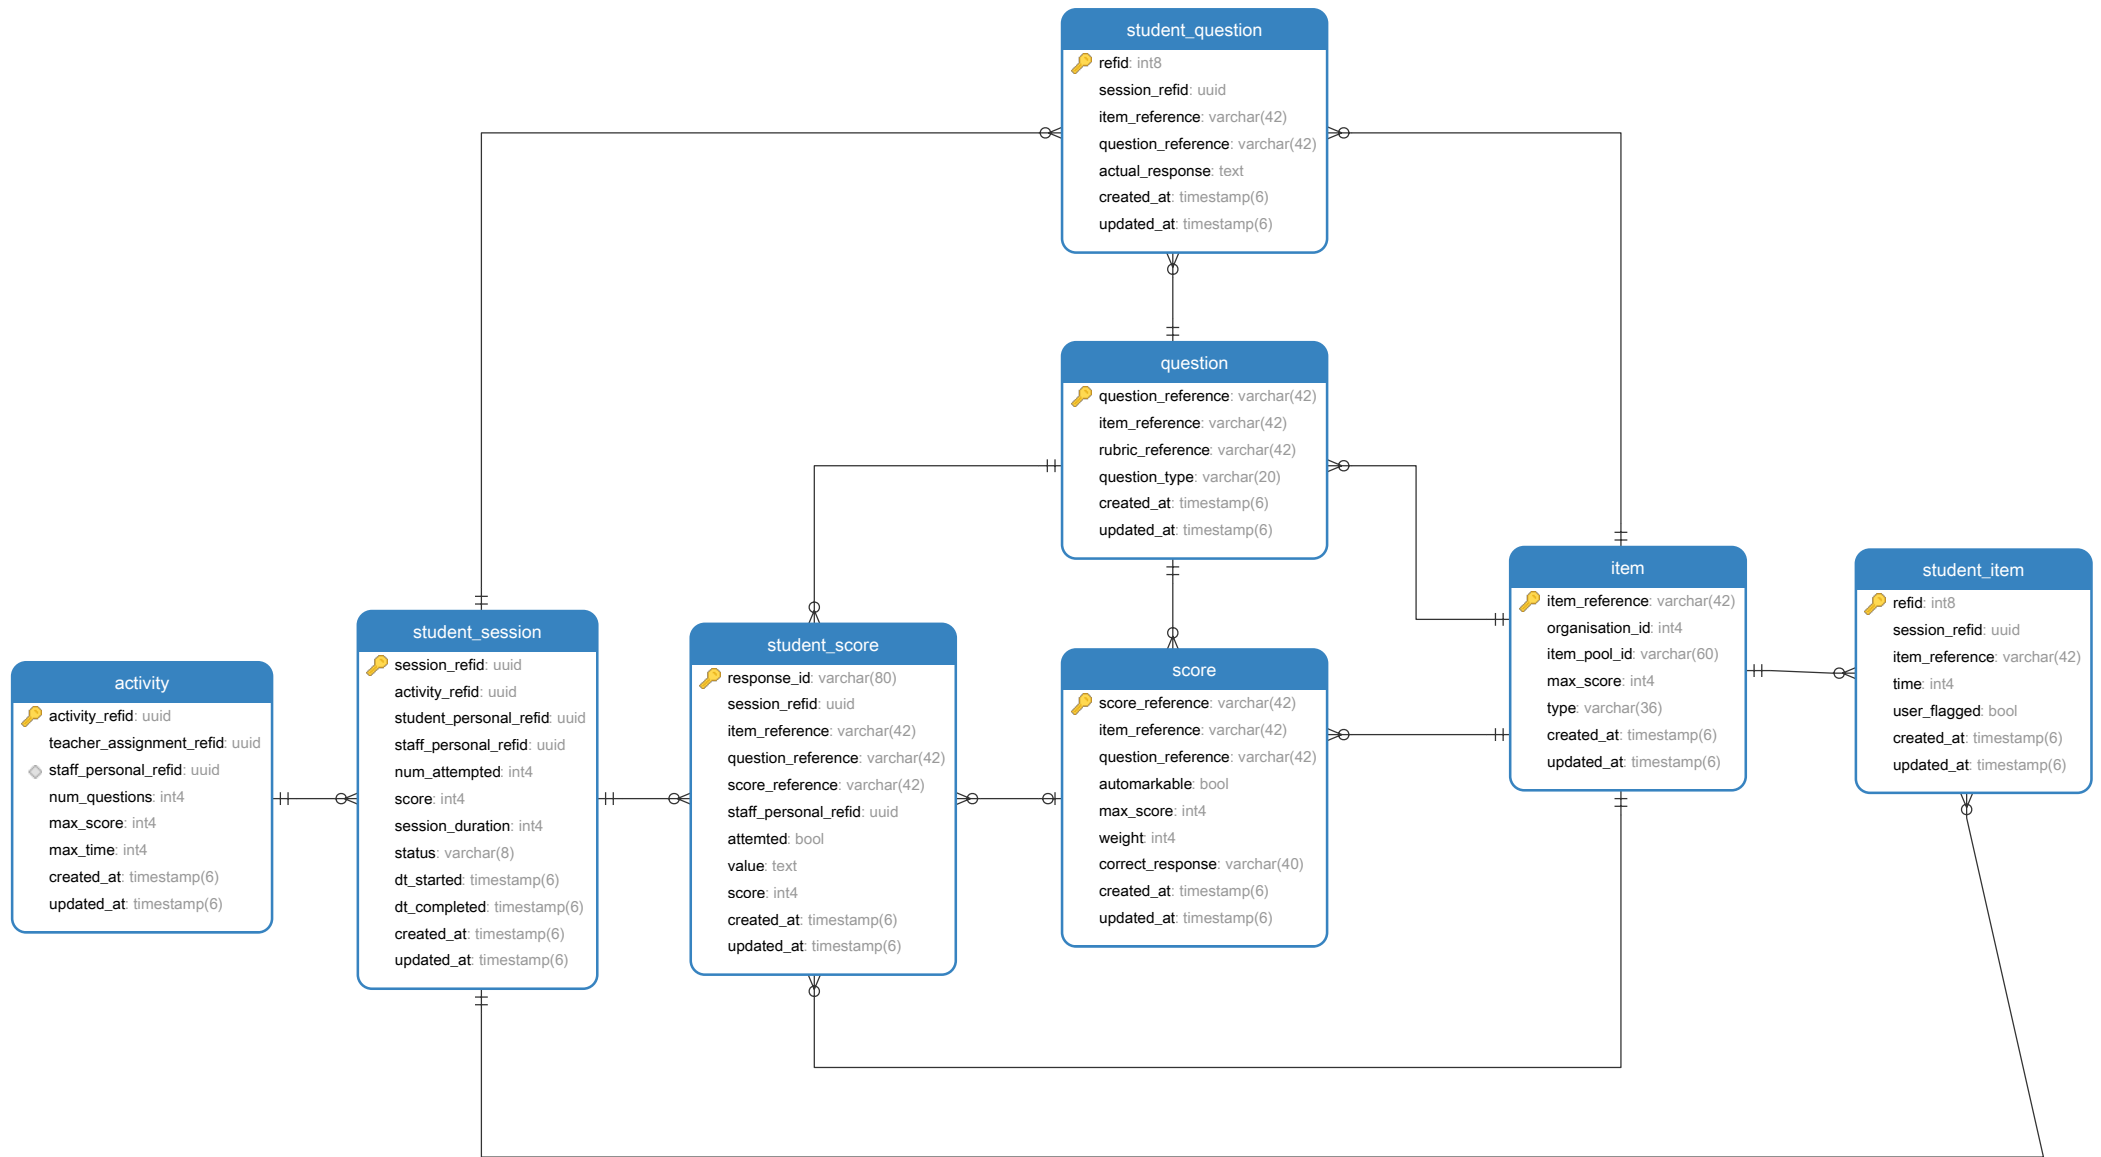 student_question
refid: int8
session_refid: uuid
item_reference: varchar(42)
question_reference: varchar(42)
actual_response: text
created_at: timestamp(6)
updated_at: timestamp(6)
question
question_reference: varchar(42)
item_reference: varchar(42)
rubric_reference: varchar(42)
question_type: varchar(20)
created_at: timestamp(6)
updated_at: timestamp(6)
activity
activity_refid: uuid
teacher_assignment_refid: uuid
staff_personal_refid: uuid
num_questions: int4
max_score: int4
max_time: int4
created_at: timestamp(6)
updated_at: timestamp(6)
student_session
session_refid: uuid
activity_refid: uuid
student_personal_refid: uuid
staff_personal_refid: uuid
num_attempted: int4
score: int4
session_duration: int4
status: varchar(8)
dt_started: timestamp(6)
dt_completed: timestamp(6)
created_at: timestamp(6)
updated_at: timestamp(6)
student_score
response_id: varchar(80)
session_refid: uuid
item_reference: varchar(42)
question_reference: varchar(42)
score_reference: varchar(42)
staff_personal_refid: uuid
attemted: bool
value: text
score: int4
created_at: timestamp(6)
updated_at: timestamp(6)
score
score_reference: varchar(42)
item_reference: varchar(42)
question_reference: varchar(42)
automarkable: bool
max_score: int4
weight: int4
correct_response: varchar(40)
created_at: timestamp(6)
updated_at: timestamp(6)
item
item_reference: varchar(42)
organisation_id: int4
item_pool_id: varchar(60)
max_score: int4
type: varchar(36)
created_at: timestamp(6)
updated_at: timestamp(6)
student_item
refid: int8
session_refid: uuid
item_reference: varchar(42)
time: int4
user_flagged: bool
created_at: timestamp(6)
updated_at: timestamp(6)